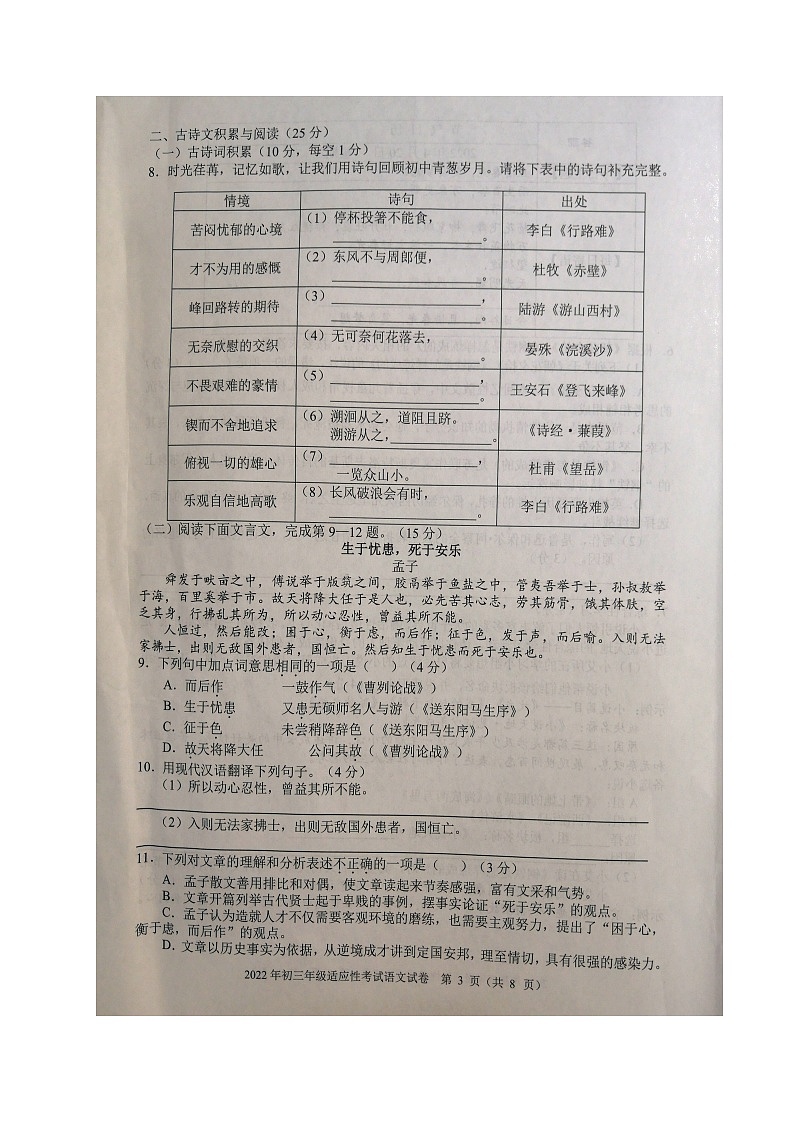 二、古诗文积累与阅读（25分）
（一）古诗词积累（10分，每空1分）
8．时光荏苒，记忆如歌，让我们用诗句回顾初中青葱岁月。请将下表中的诗句补充完整。
情境 诗句 出处
苦闷忧郁的心境 （1）停杯投箸不能食，____________________。 李白《行路难》
才不为用的感慨 （2）东风不与周郎便，____________________。 杜牧《赤壁》
峰回路转的期待 （3）____________________，____________________。 陆游《游山西村》
无奈欣慰的交织 （4）无可奈何花落去，____________________。 晏殊《浣溪沙》
不畏艰难的豪情 （5）____________________，____________________。 王安石《登飞来峰》
锲而不舍地追求 （6）溯洄从之，道阻且跻。溯游从之，______________。 《诗经·蒹葭》
俯视一切的雄心 （7）____________________，一览众山小。 杜甫《望岳》
乐观自信地高歌 （8）长风破浪会有时，____________________。 李白《行路难》
（二）阅读下面文言文，完成第9—12题。（15分）
生于忧患，死于安乐
孟子
舜发于畎亩之中，傅说举于版筑之间，胶鬲举于鱼盐之中，管夷吾举于士，孙叔敖举
于海，百里奚举于市。故天将降大任于是人也，必先苦其心志，劳其筋骨，饿其体肤，空
乏其身，行拂乱其所为，所以动心忍性，曾益其所不能。
人恒过，然后能改；困于心，衡于虑，而后作；征于色，发于声，而后喻。入则无法
家拂士，出则无敌国外患者，国恒亡。然后知生于忧患而死于安乐也。
9．下列句中加点词意思相同的一项是（ ）（4分）
A．而后作 一鼓作气（《曹刿论战》）
B．生于忧患 又患无硕师名人与游（《送东阳马生序》）
C．征于色 未尝稍降辞色（《送东阳马生序》）
D．故天将降大任 公问其故（《曹刿论战》）
10．用现代汉语翻译下列句子。（4分）
（1）所以动心忍性，曾益其所不能。
（2）入则无法家拂士，出则无敌国外患者，国恒亡。
11．下列对文章的理解和分析表述不正确的一项是（ ）（3分）
A．孟子散文善用排比和对偶，使文章读起来节奏感强，富有文采和气势。
B．文章开篇列举古代贤士起于卑贱的事例，摆事实论证“死于安乐”的观点。
C．孟子认为造就人才不仅需要客观环境的磨练，也需要主观努力，提出了“困于心，
衡于虑，而后作”的观点。
D．文章以历史事实为依据，从逆境成才讲到定国安邦，理至情切，具有很强的感染力。
2022年初三年级适应性考试语文试卷 第 3 页（共 8 页）